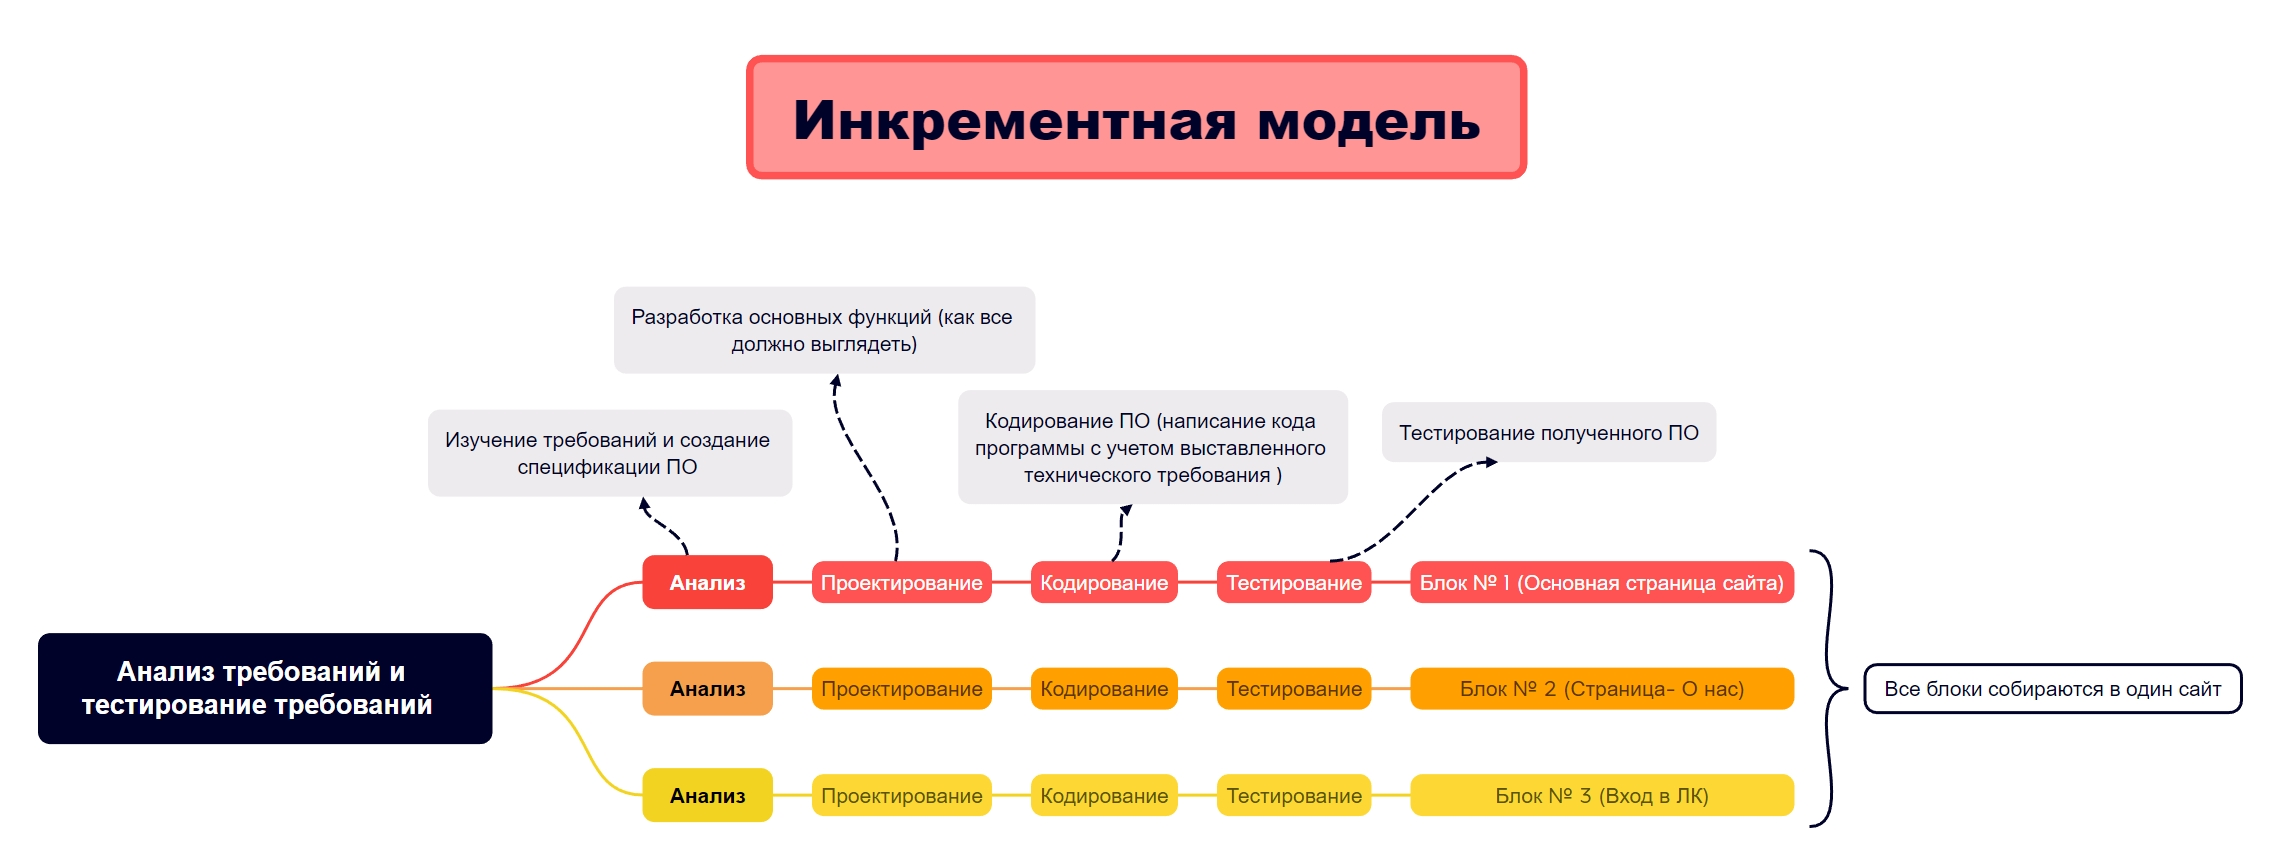 Инкрементная модель
Разработка основных функций (как все
должно выглядеть)
Изучение требований и создание
спецификации ПО
Кодирование ПО (написание кода
программы с учетом выставленного
технического требования )
Тестирование полученного ПО
Анализ требований и
тестирование требований
Анализ
Проектирование
Кодирование
Тестирование
Блок № 1 (Основная страница сайта)
Анализ
Проектирование
Кодирование
Тестирование
Блок № 2 (Страница- О нас)
Анализ
Проектирование
Кодирование
Тестирование
Блок № 3 (Вход в ЛК)
Все блоки собираются в один сайт